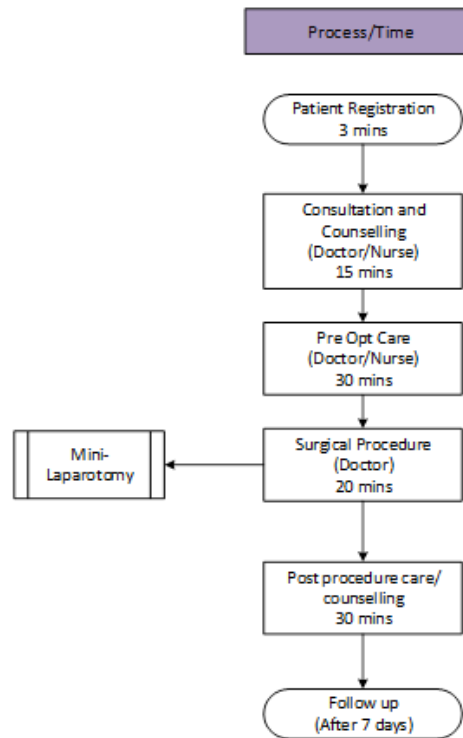 Process/Time
Patient Registration
3 mins
Consultation and
Counselling
(Doctor/Nurse)
15 mins
Pre Opt Care
(Doctor/Nurse)
30 mins
Mini-
Laparotomy
Surgical Procedure
(Doctor)
20 mins
Post procedure care/
counselling
30 mins
Follow up
(After 7 days)